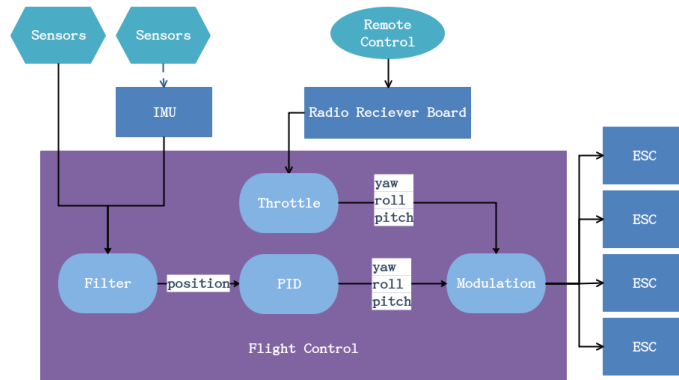 Sensors
Sensors
Remote
Control
IMU
Radio Reciever Board
ESC
yaw
roll
pitch
Throttle
ESC
Filter
position
PID
yaw
roll
pitch
Modulation
ESC
Flight Control
ESC